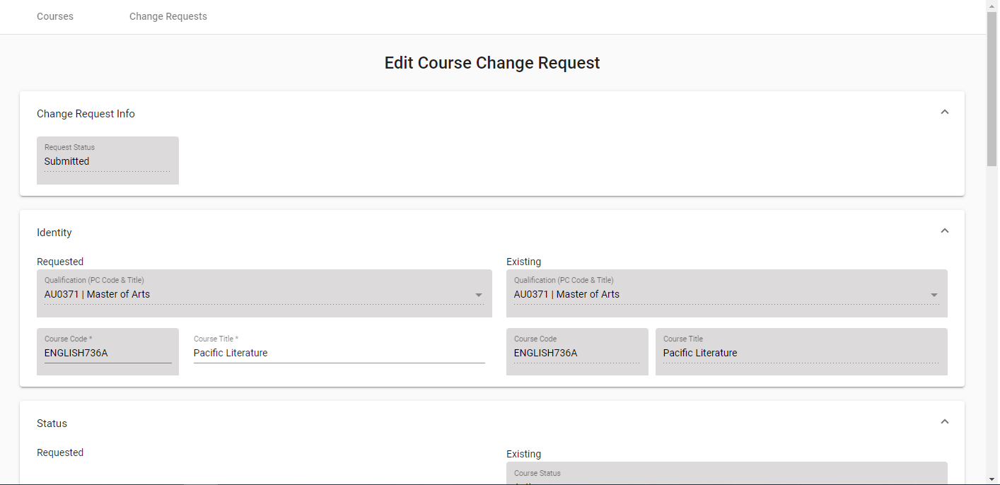 Courses Change Requests
Edit Course Change Request
Change Request Info
Request Status
Submitted
Identity
Requested
Existing
Qualification (PC Code & Title)
AU0371 | Master of Arts
Qualification (PC Code & Title)
AU0371 | Master of Arts
Course Code *
ENGLISH736A
Course Title *
Pacific Literature
Course Code
ENGLISH736A
Course Title
Pacific Literature
Status
Requested
Existing
Course Status